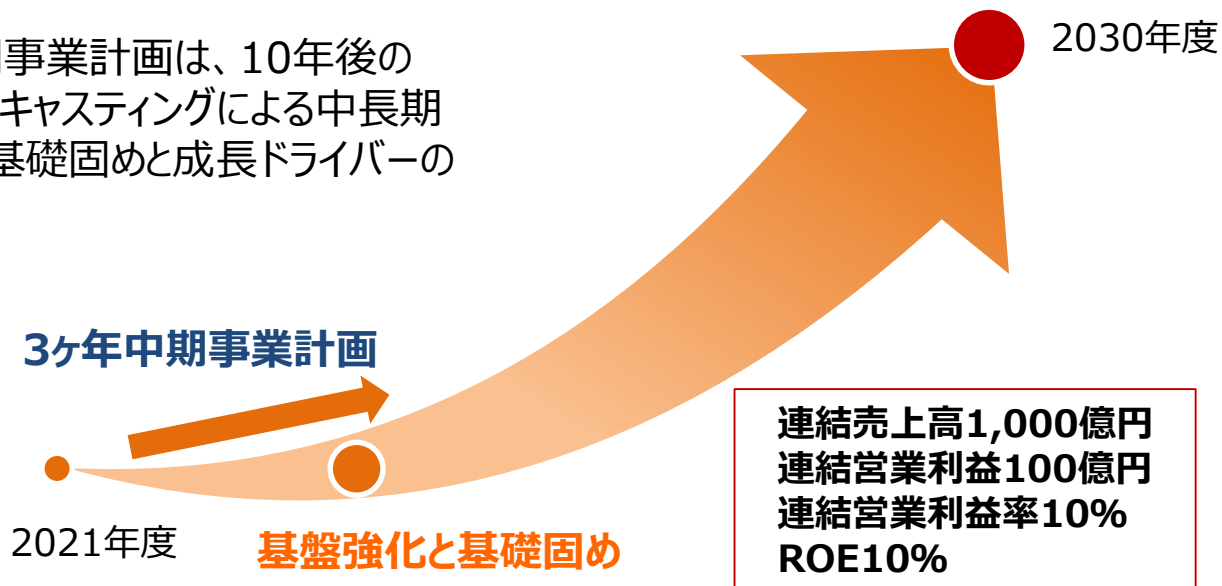 事業計画は、10年後の
キャスティングによる中長期
基礎固めと成長ドライバーの
2030年度
3ヶ年中期事業計画
2021年度
基盤強化と基礎固め
連結売上高1,000億円
連結営業利益100億円
連結営業利益率10%
ROE10%